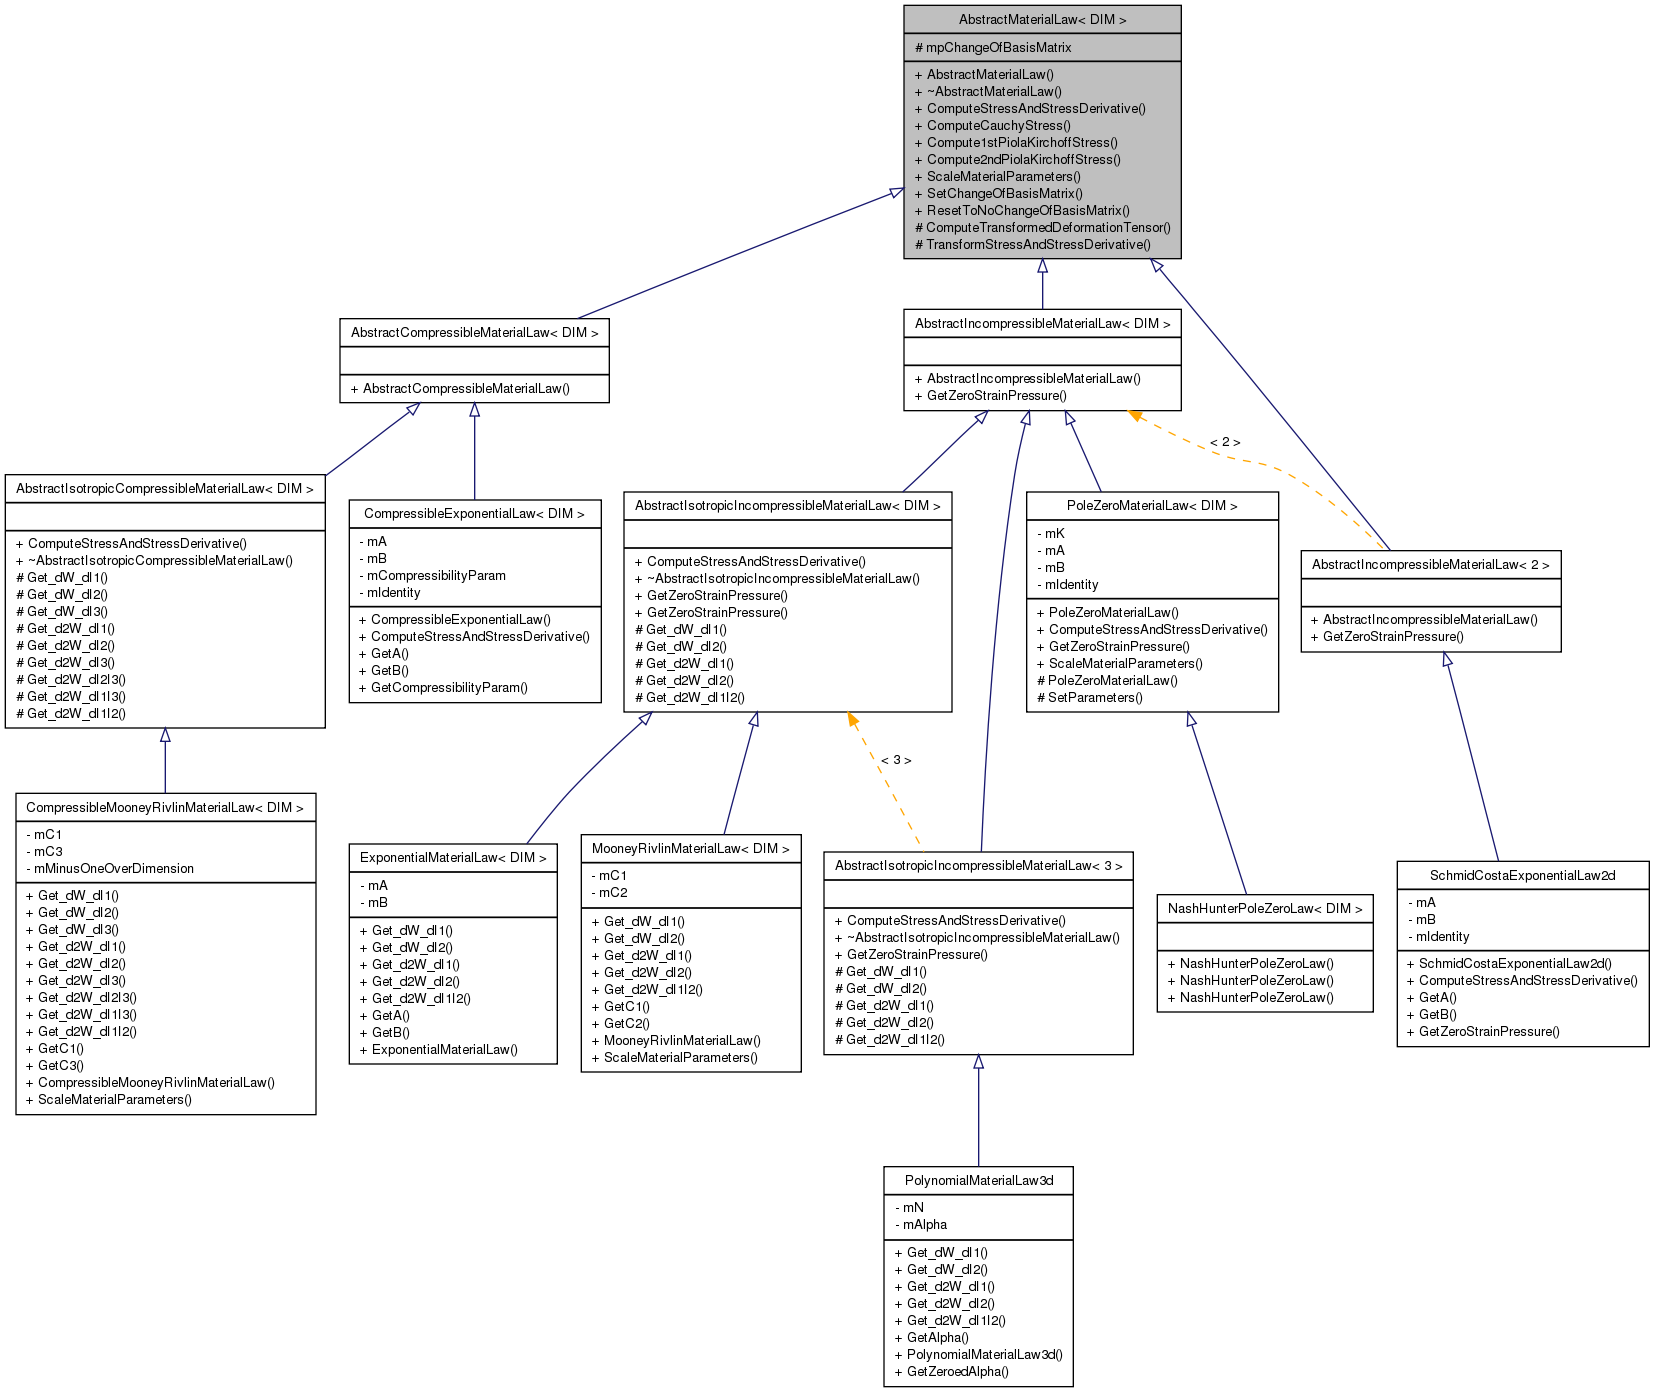 AbstractMaterialLaw< DIM >
# mpChangeOfBasisMatrix
+ AbstractMaterialLaw()
+ ~AbstractMaterialLaw()
+ ComputeStressAndStressDerivative()
+ ComputeCauchyStress()
+ Compute1stPiolaKirchoffStress()
+ Compute2ndPiolaKirchoffStress()
+ ScaleMaterialParameters()
+ SetChangeOfBasisMatrix()
+ ResetToNoChangeOfBasisMatrix()
# ComputeTransformedDeformationTensor()
# TransformStressAndStressDerivative()
AbstractCompressibleMaterialLaw< DIM >
+ AbstractCompressibleMaterialLaw()
AbstractIncompressibleMaterialLaw< DIM >
+ AbstractIncompressibleMaterialLaw()
+ GetZeroStrainPressure()
< 2 >
AbstractIsotropicCompressibleMaterialLaw< DIM >
+ ComputeStressAndStressDerivative()
+ ~AbstractIsotropicCompressibleMaterialLaw()
# Get_dW_dI1()
# Get_dW_dI2()
# Get_dW_dI3()
# Get_d2W_dI1()
# Get_d2W_dI2()
# Get_d2W_dI3()
# Get_d2W_dI2I3()
# Get_d2W_dI1I3()
# Get_d2W_dI1I2()
CompressibleExponentialLaw< DIM >
- mA
- mB
- mCompressibilityParam
- mIdentity
+ CompressibleExponentialLaw()
+ ComputeStressAndStressDerivative()
+ GetA()
+ GetB()
+ GetCompressibilityParam()
AbstractIsotropicIncompressibleMaterialLaw< DIM >
+ ComputeStressAndStressDerivative()
+ ~AbstractIsotropicIncompressibleMaterialLaw()
+ GetZeroStrainPressure()
+ GetZeroStrainPressure()
# Get_dW_dI1()
# Get_dW_dI2()
# Get_d2W_dI1()
# Get_d2W_dI2()
# Get_d2W_dI1I2()
PoleZeroMaterialLaw< DIM >
- mK
- mA
- mB
- mIdentity
+ PoleZeroMaterialLaw()
+ ComputeStressAndStressDerivative()
+ GetZeroStrainPressure()
+ ScaleMaterialParameters()
# PoleZeroMaterialLaw()
# SetParameters()
AbstractIncompressibleMaterialLaw< 2 >
+ AbstractIncompressibleMaterialLaw()
+ GetZeroStrainPressure()
< 3 >
CompressibleMooneyRivlinMaterialLaw< DIM >
- mC1
- mC3
- mMinusOneOverDimension
+ Get_dW_dI1()
+ Get_dW_dI2()
+ Get_dW_dI3()
+ Get_d2W_dI1()
+ Get_d2W_dI2()
+ Get_d2W_dI3()
+ Get_d2W_dI2I3()
+ Get_d2W_dI1I3()
+ Get_d2W_dI1I2()
+ GetC1()
+ GetC3()
+ CompressibleMooneyRivlinMaterialLaw()
+ ScaleMaterialParameters()
ExponentialMaterialLaw< DIM >
- mA
- mB
+ Get_dW_dI1()
+ Get_dW_dI2()
+ Get_d2W_dI1()
+ Get_d2W_dI2()
+ Get_d2W_dI1I2()
+ GetA()
+ GetB()
+ ExponentialMaterialLaw()
MooneyRivlinMaterialLaw< DIM >
- mC1
- mC2
+ Get_dW_dI1()
+ Get_dW_dI2()
+ Get_d2W_dI1()
+ Get_d2W_dI2()
+ Get_d2W_dI1I2()
+ GetC1()
+ GetC2()
+ MooneyRivlinMaterialLaw()
+ ScaleMaterialParameters()
AbstractIsotropicIncompressibleMaterialLaw< 3 >
+ ComputeStressAndStressDerivative()
+ ~AbstractIsotropicIncompressibleMaterialLaw()
+ GetZeroStrainPressure()
# Get_dW_dI1()
# Get_dW_dI2()
# Get_d2W_dI1()
# Get_d2W_dI2()
# Get_d2W_dI1I2()
NashHunterPoleZeroLaw< DIM >
+ NashHunterPoleZeroLaw()
+ NashHunterPoleZeroLaw()
+ NashHunterPoleZeroLaw()
SchmidCostaExponentialLaw2d
- mA
- mB
- mIdentity
+ SchmidCostaExponentialLaw2d()
+ ComputeStressAndStressDerivative()
+ GetA()
+ GetB()
+ GetZeroStrainPressure()
PolynomialMaterialLaw3d
- mN
- mAlpha
+ Get_dW_dI1()
+ Get_dW_dI2()
+ Get_d2W_dI1()
+ Get_d2W_dI2()
+ Get_d2W_dI1I2()
+ GetAlpha()
+ PolynomialMaterialLaw3d()
+ GetZeroedAlpha()